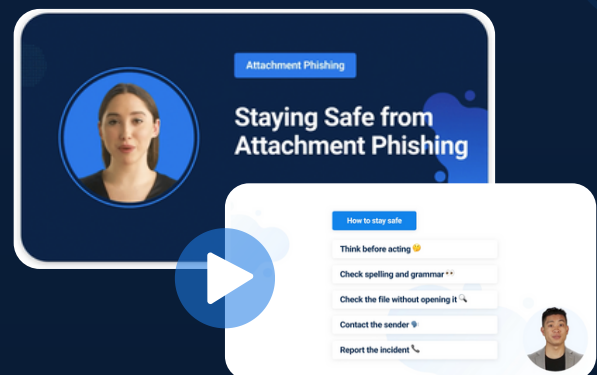 Attachment Phishing
Staying Safe from
Attachment Phishing
How to stay safe
Think before acting 🤔
Check spelling and grammar 👀
Check the file without opening it 🔍
Contact the sender 🗣️
Report the incident 📞